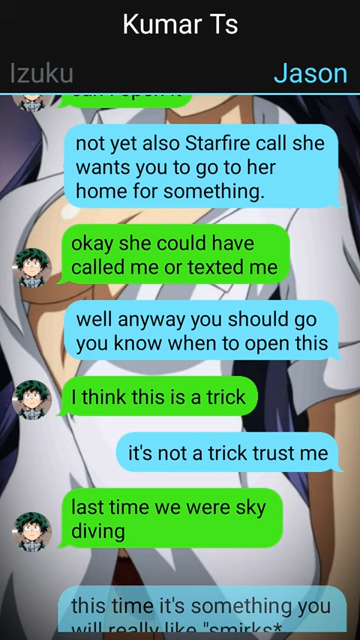 Kumar Ts
Izuku
Jason
can I open it
not yet also Starfire call she
wants you to go to her
home for something.
okay she could have
called me or texted me
well anyway you should go
you know when to open this
I think this is a trick
it's not a trick trust me
last time we were sky
diving
this time it's something you
will really like "smirks*